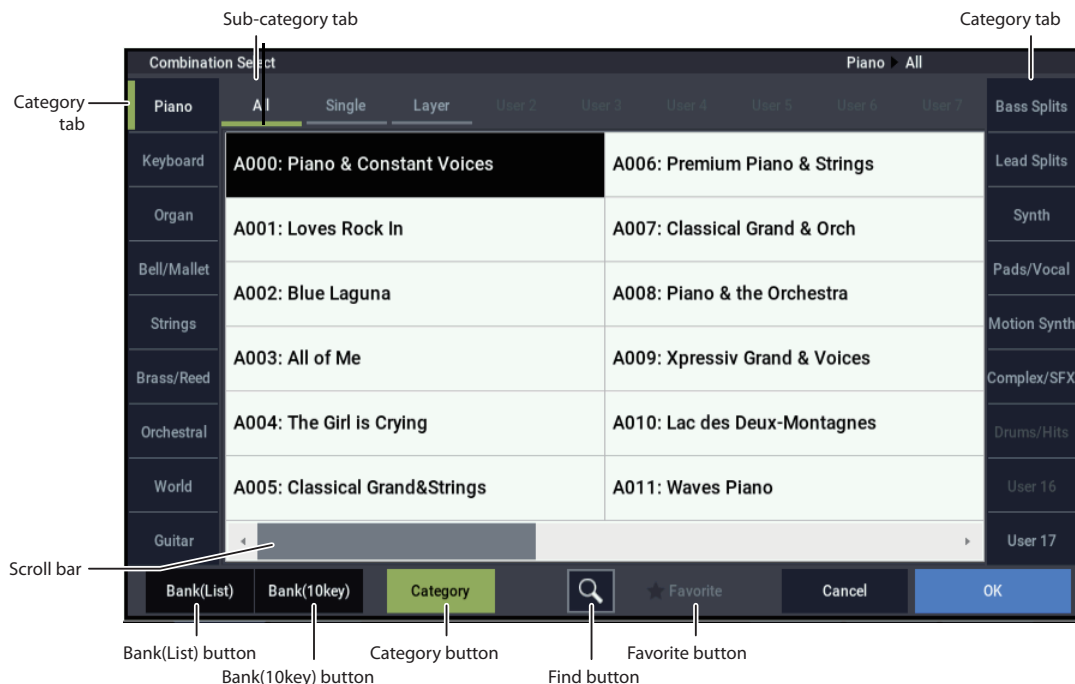 Sub-category tab
Category tab
Combination Select
Piano All
Category
tab
Piano
All Single Layer User 2 User 3 User 4 User 5 User 6 User 7
Bass Splits
Keyboard
A000: Piano & Constant Voices
A006: Premium Piano & Strings
Lead Splits
Organ
A001: Loves Rock In
A007: Classical Grand & Orch
Synth
Bell/Mallet
A002: Blue Laguna
A008: Piano & the Orchestra
Pads/Vocal
Strings
A003: All of Me
A009: Xpressiv Grand & Voices
Motion Synth
Brass/Reed
Complex/SFX
Orchestral
A004: The Girl is Crying
A010: Lac des Deux-Montagnes
Drums/Hits
World
A005: Classical Grand&Strings
A011: Waves Piano
User 16
Guitar
User 17
Scroll bar
Bank(List) Bank(10key) Category Favorite Cancel OK
Bank(List) button
Category button
Favorite button
Bank(10key) button
Find button